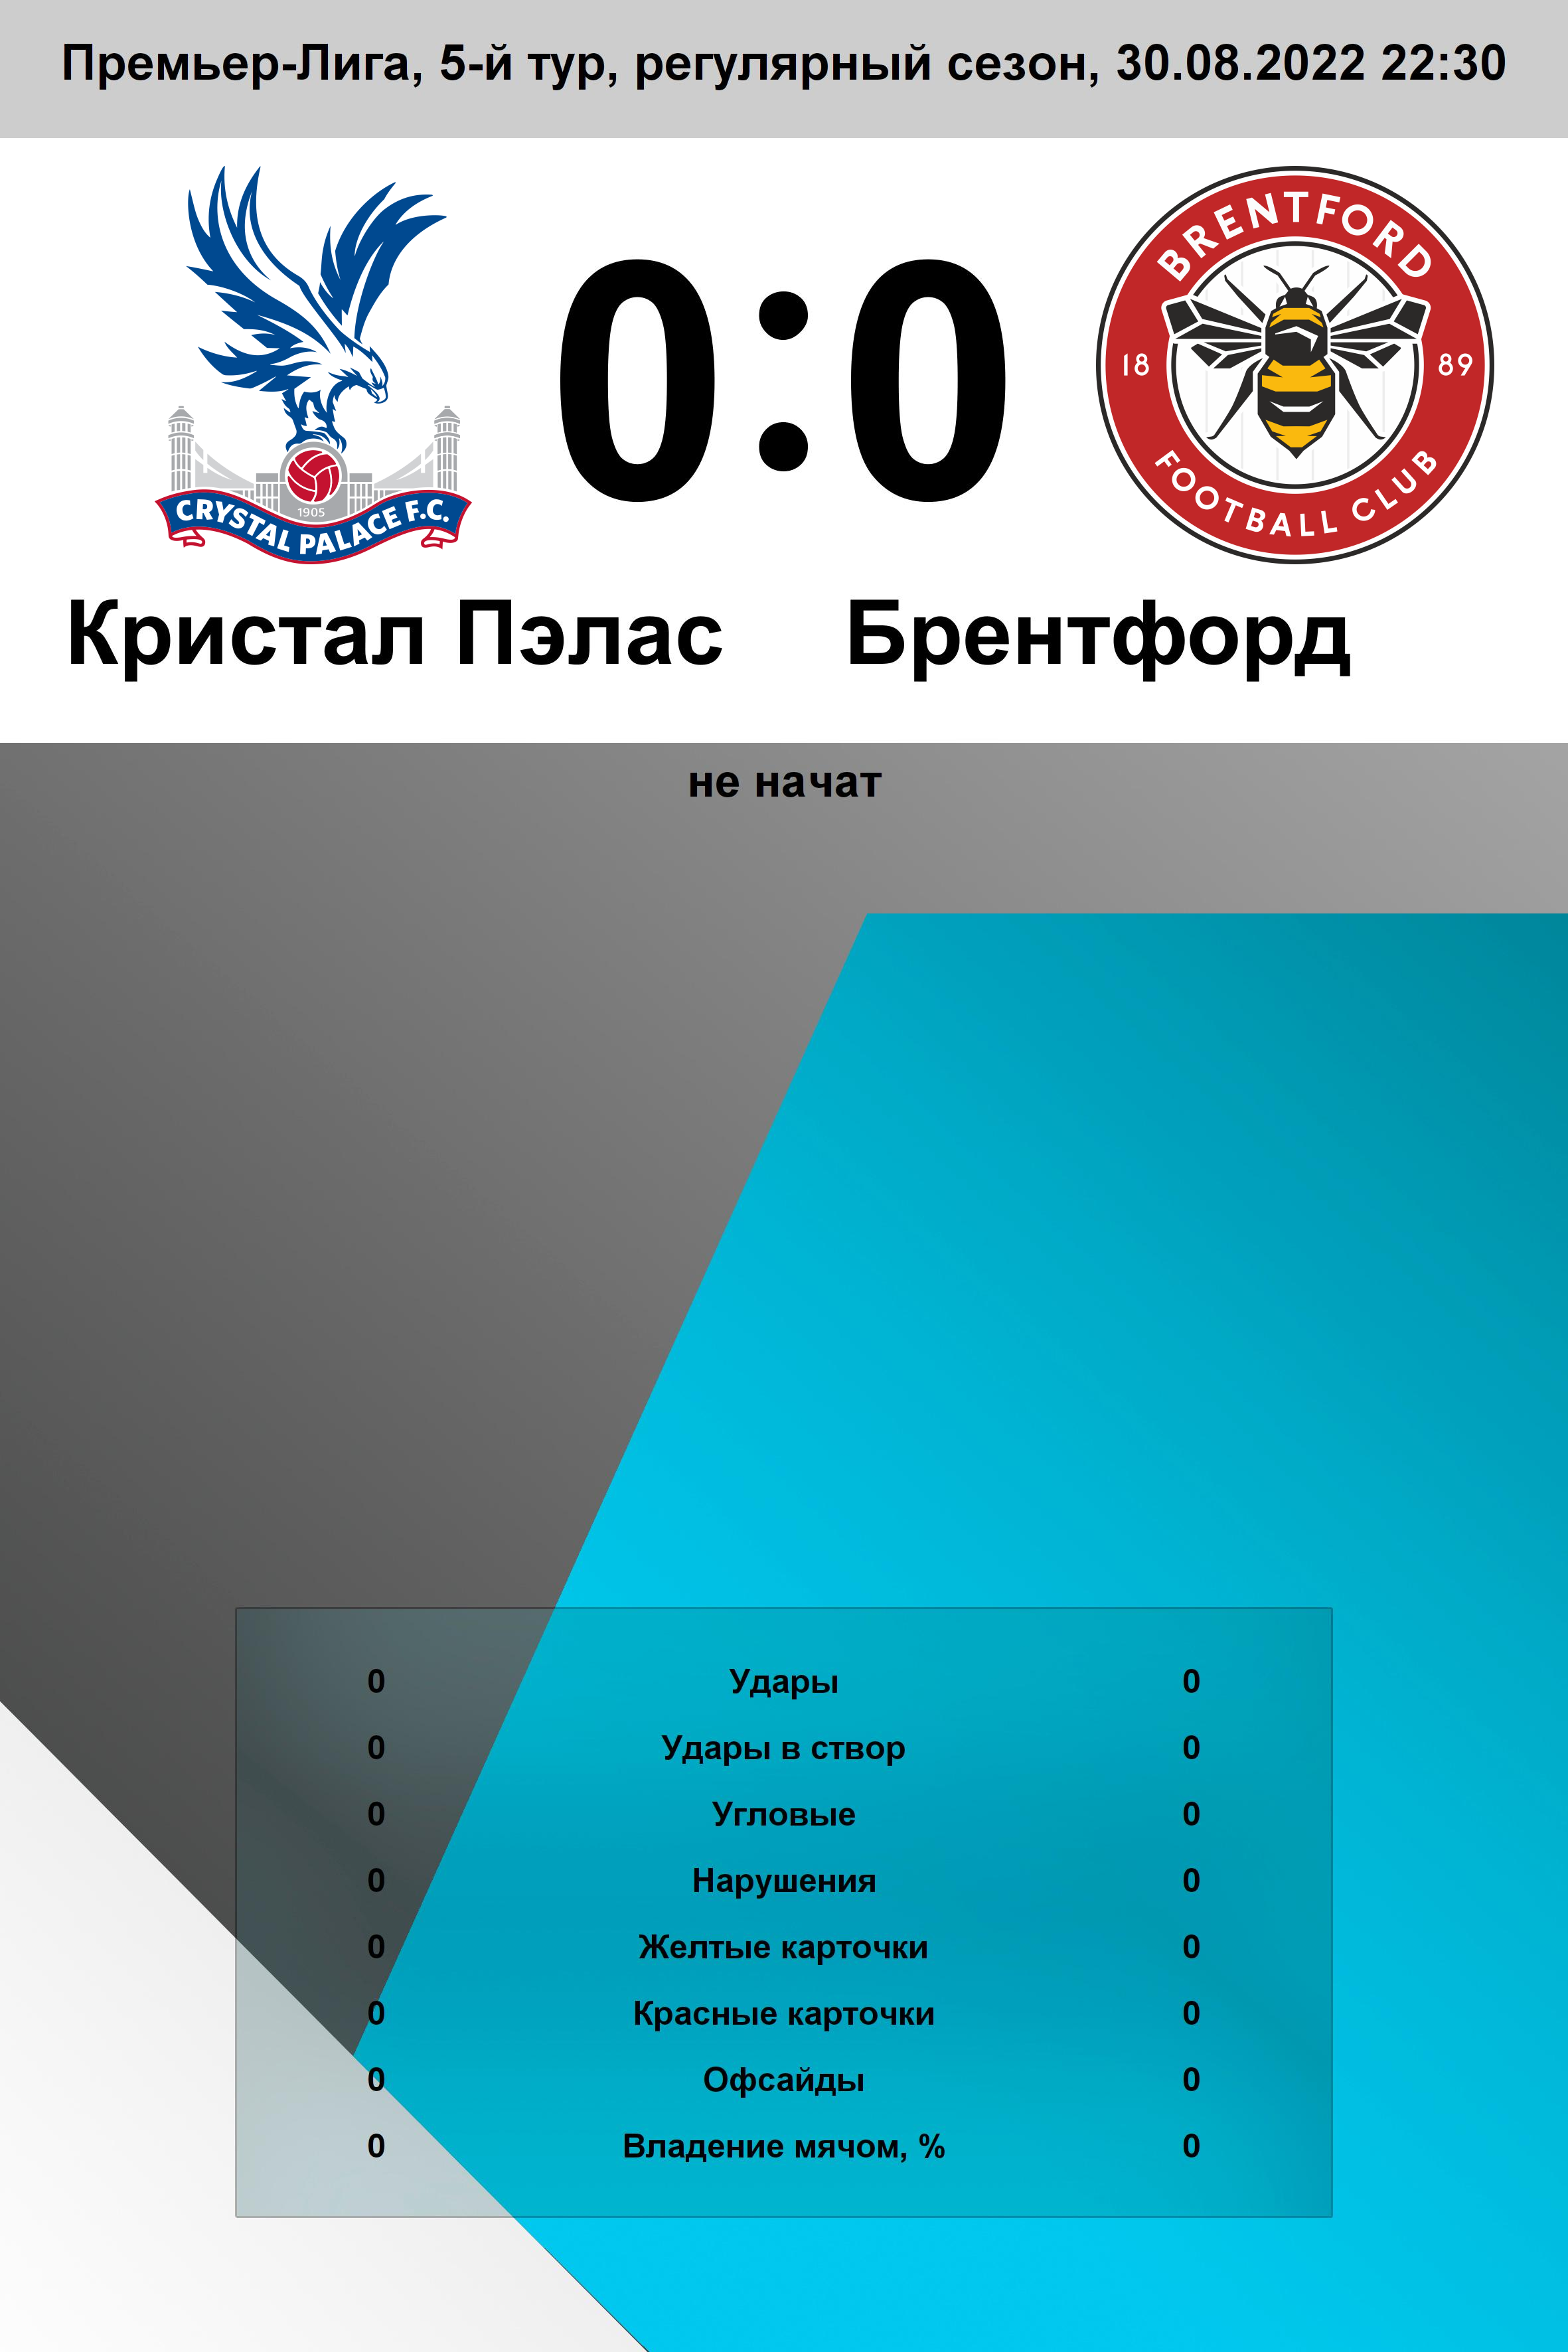 Премьер-Лига, 5-й тур, регулярный сезон, 30.08.2022 22:30
0:0
1905
CRYSTAL PALACE F.C.
BRENTFORD
18 89
FOOTBALL CLUB
Кристал Пэлас Брентфорд
не начат
0 Удары 0
0 Удары в створ 0
0 Угловые 0
0 Нарушения 0
0 Желтые карточки 0
0 Красные карточки 0
0 Офсайды 0
0 Владение мячом, % 0